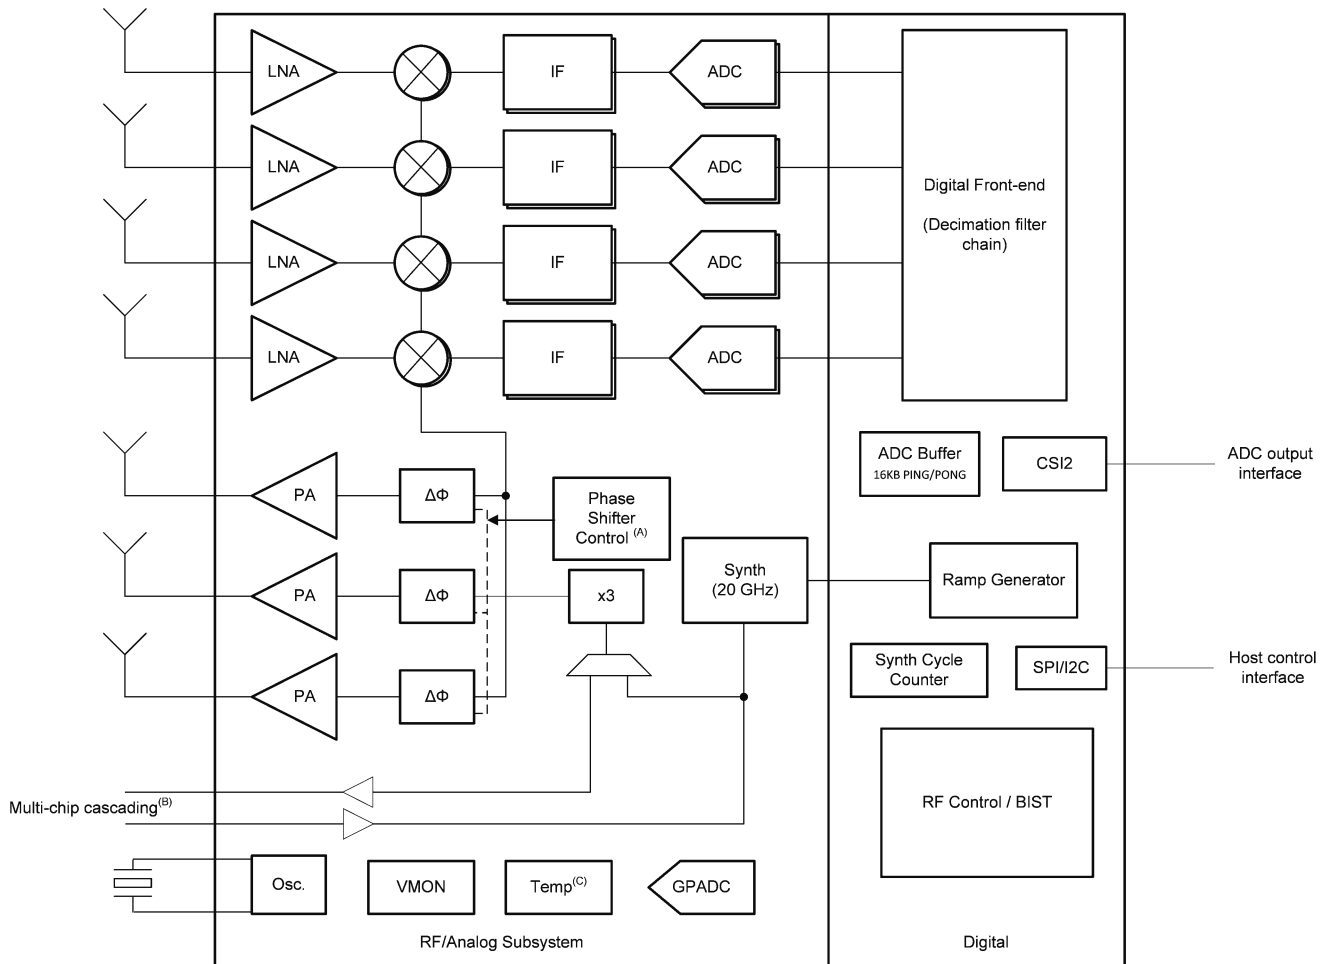 LNA
IF
ADC
LNA
IF
ADC
LNA
IF
ADC
LNA
IF
ADC
Digital Front-end
(Decimation filter
chain)
PA
ΔΦ
PA
ΔΦ
PA
ΔΦ
Phase
Shifter
Control (A)
x3
Synth
(20 GHz)
ADC Buffer
16KB PING/PONG
CSI2
ADC output
interface
Ramp Generator
Synth Cycle
Counter
SPI/I2C
Host control
interface
RF Control / BIST
Multi-chip cascading(B)
Osc.
VMON
Temp(C)
GPADC
RF/Analog Subsystem
Digital